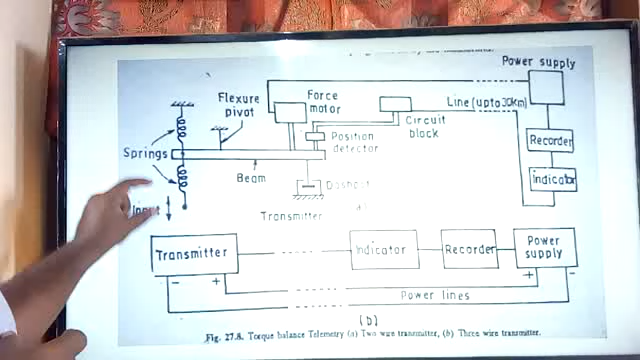 Power supply
Flexure
pivot
Force
motor
Line (upto 30km)
Circuit
block
Position
detector
Springs
Recorder
Beam
Indicator
Dashpot
Input
Transmitter
a)
Transmitter
Indicator
Recorder
Power
supply
- +
+ -
Power lines
(b)
Fig. 27.8. Torque balance Telemetry (a) Two wire transmitter, (b) Three wire transmitter.